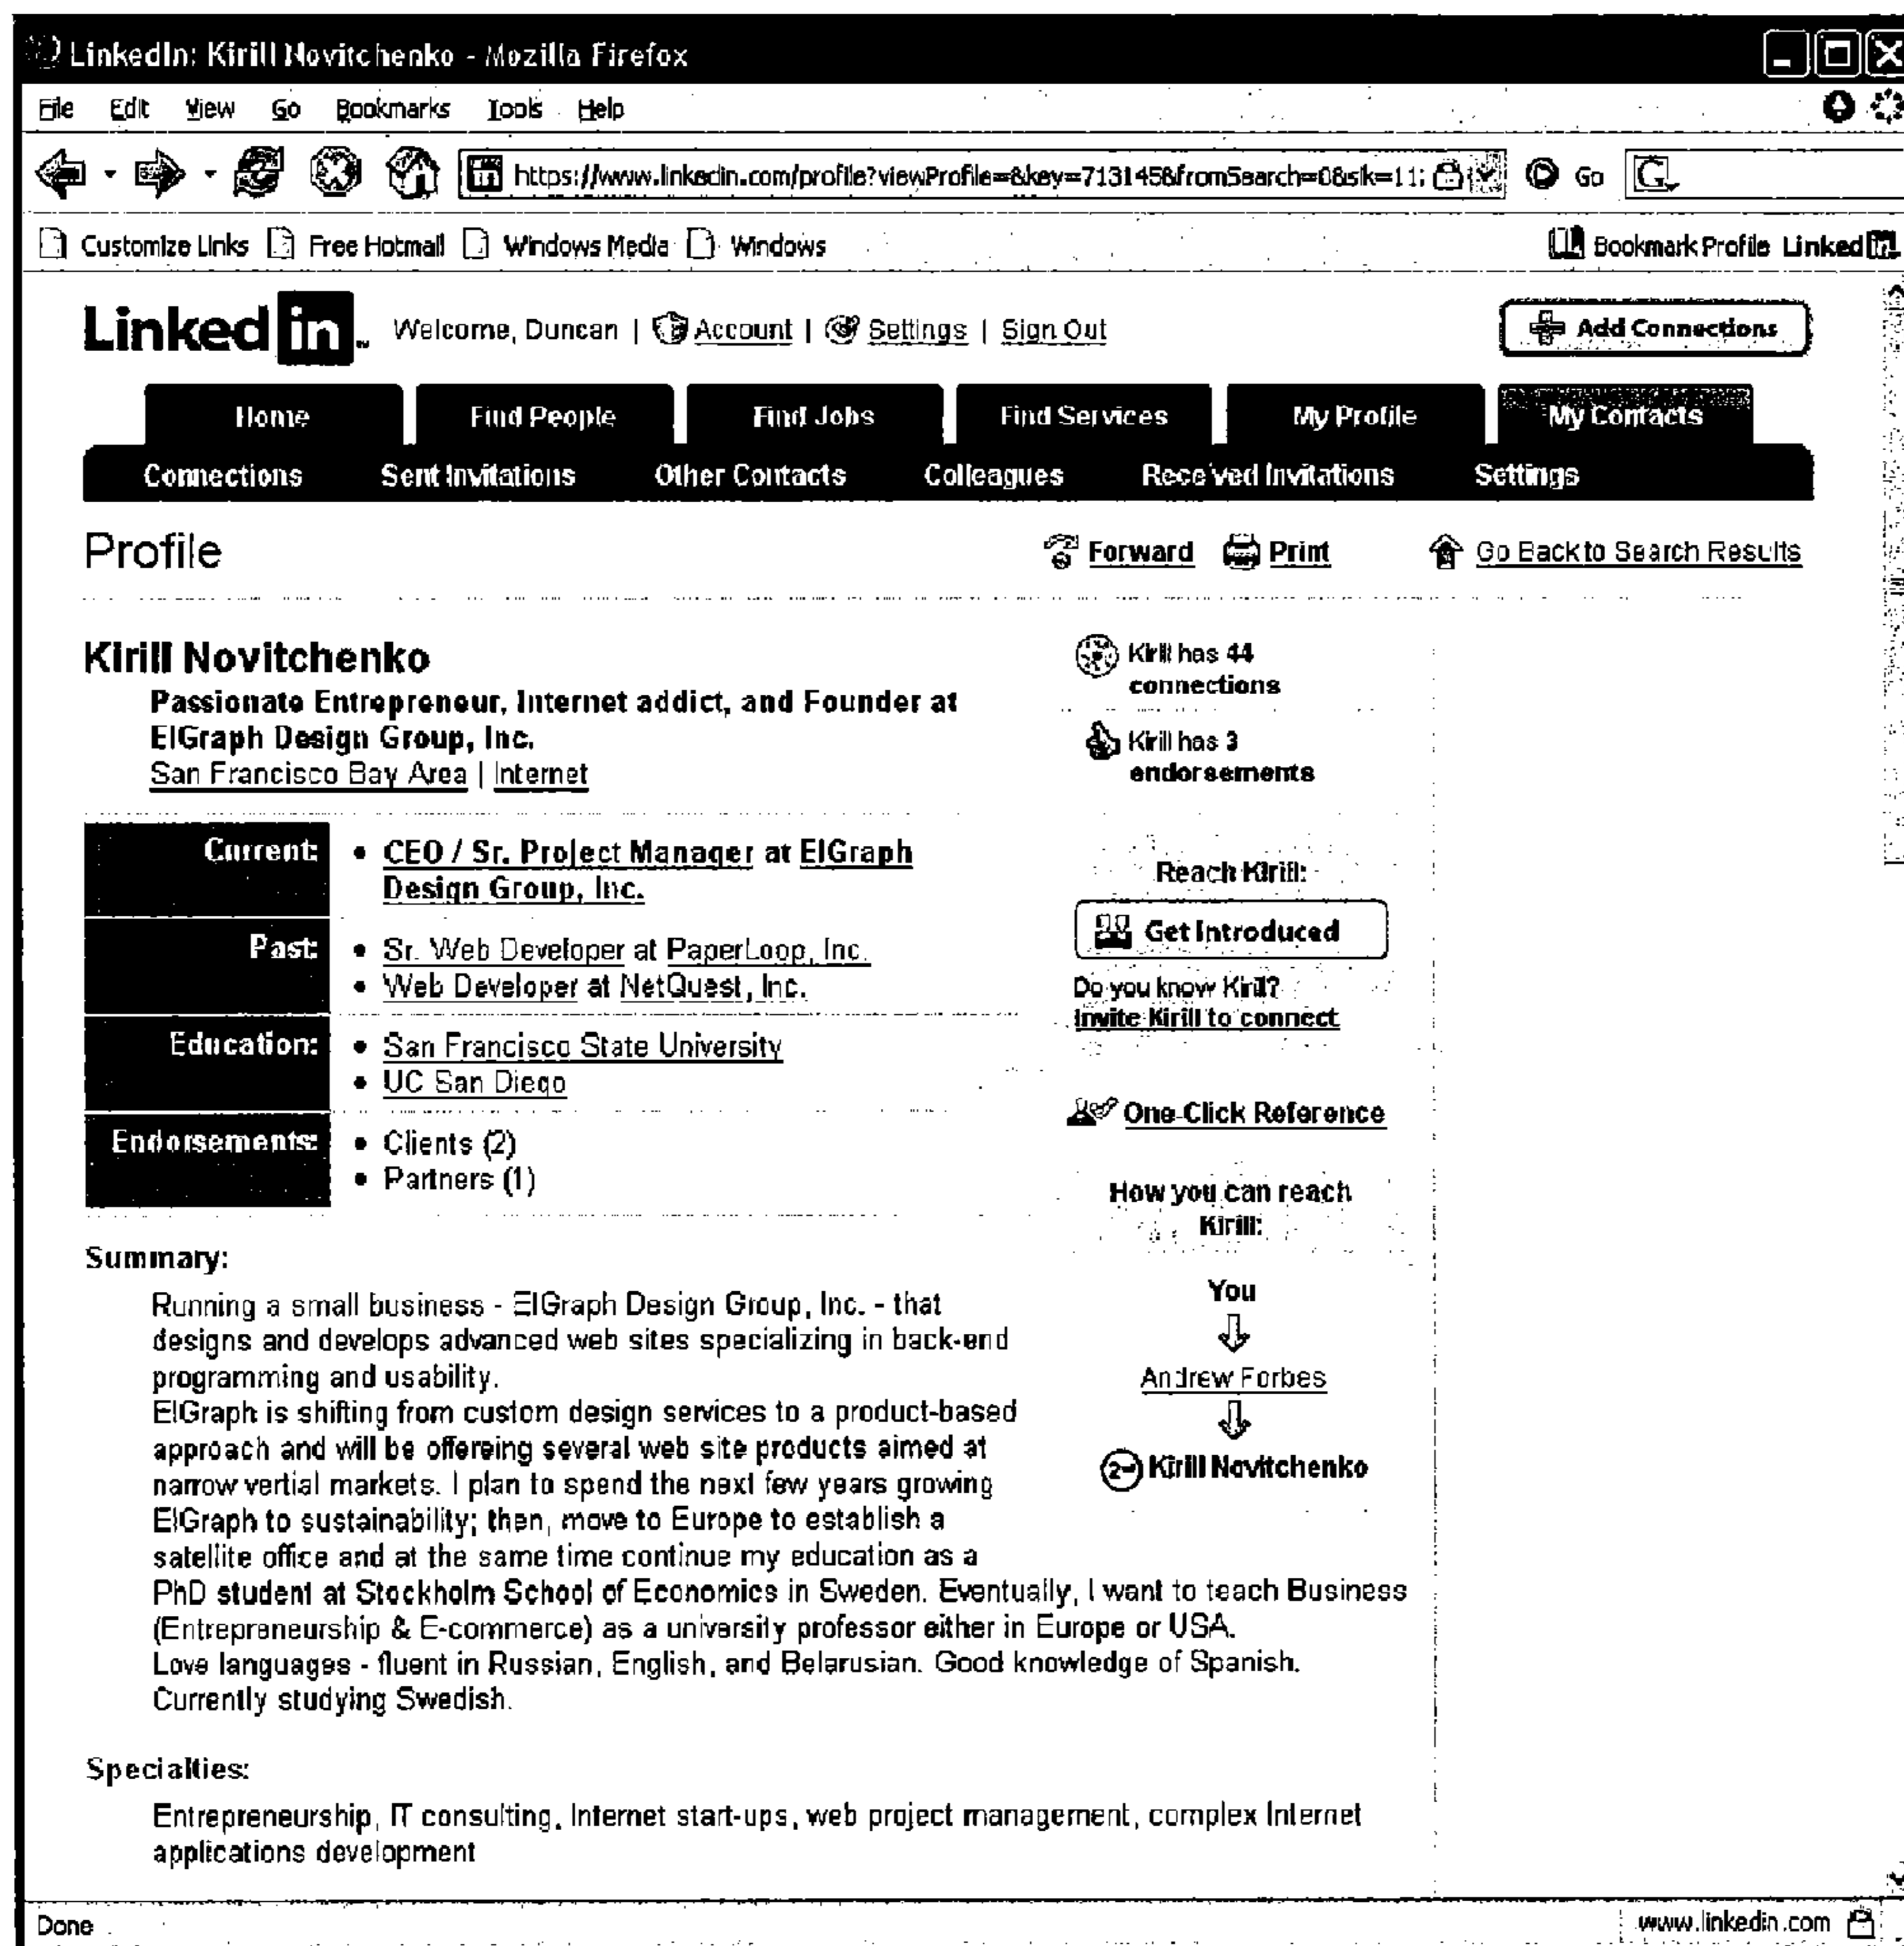 LinkedIn: Kirill Novitchenko - Mozilla Firefox
File Edit View Go Bookmarks Tools Help
https://www.linkedin.com/profile?viewProfile=&key=713145&fromSearch=0&sik=11; Go G
Customize Links Free Hotmail Windows Media Windows Bookmark Profile LinkedIn
LinkedIn Welcome, Duncan | Account | Settings | Sign Out Add Connections
Home Find People Find Jobs Find Services My Profile My Contacts
Connections Sent Invitations Other Contacts Colleagues Received Invitations Settings
Profile Forward Print Go Back to Search Results
Kirill Novitchenko
Passionate Entrepreneur, Internet addict, and Founder at
ElGraph Design Group, Inc.
San Francisco Bay Area | Internet
Kirill has 44
connections
Kirill has 3
endorsements
Current:
• CEO / Sr. Project Manager at ElGraph
Design Group, Inc.
Past:
• Sr. Web Developer at PaperLoop, Inc.
• Web Developer at NetQuest, Inc.
Education:
• San Francisco State University
• UC San Diego
Endorsements:
• Clients (2)
• Partners (1)
Reach Kirill:
Get Introduced
Do you know Kirill?
Invite Kirill to connect
One-Click Reference
How you can reach
Kirill:
You
Andrew Forbes
2nd Kirill Novitchenko
Summary:
Running a small business - ElGraph Design Group, Inc. - that
designs and develops advanced web sites specializing in back-end
programming and usability.
ElGraph is shifting from custom design services to a product-based
approach and will be offereing several web site products aimed at
narrow vertial markets. I plan to spend the next few years growing
ElGraph to sustainability; then, move to Europe to establish a
satellite office and at the same time continue my education as a
PhD student at Stockholm School of Economics in Sweden. Eventually, I want to teach Business
(Entrepreneurship & E-commerce) as a university professor either in Europe or USA.
Love languages - fluent in Russian, English, and Belarusian. Good knowledge of Spanish.
Currently studying Swedish.
Specialties:
Entrepreneurship, IT consulting, Internet start-ups, web project management, complex Internet
applications development
Done www.linkedin.com